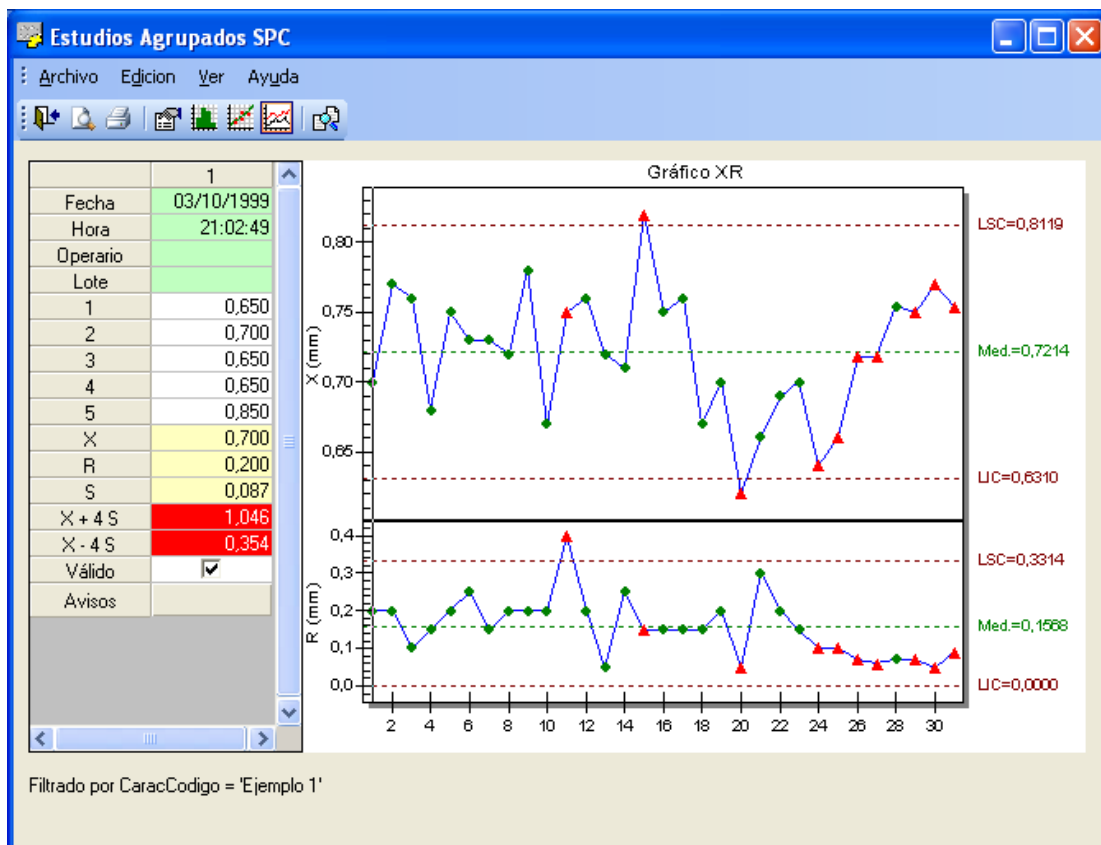 Estudios Agrupados SPC
Archivo Edicion Ver Ayuda
1
Fecha 03/10/1999
Hora 21:02:49
Operario
Lote
1 0,650
2 0,700
3 0,650
4 0,650
5 0,850
X 0,700
R 0,200
S 0,087
X + 4 S 1,046
X - 4 S 0,354
Válido
Avisos
Gráfico XR
X (mm)
0,80
0,75
0,70
0,65
LSC=0,8119
Med.=0,7214
LIC=0,6310
R (mm)
0,4
0,3
0,2
0,1
0,0
LSC=0,3314
Med.=0,1568
LIC=0,0000
2 4 6 8 10 12 14 16 18 20 22 24 26 28 30
Filtrado por CaracCodigo = 'Ejemplo 1'